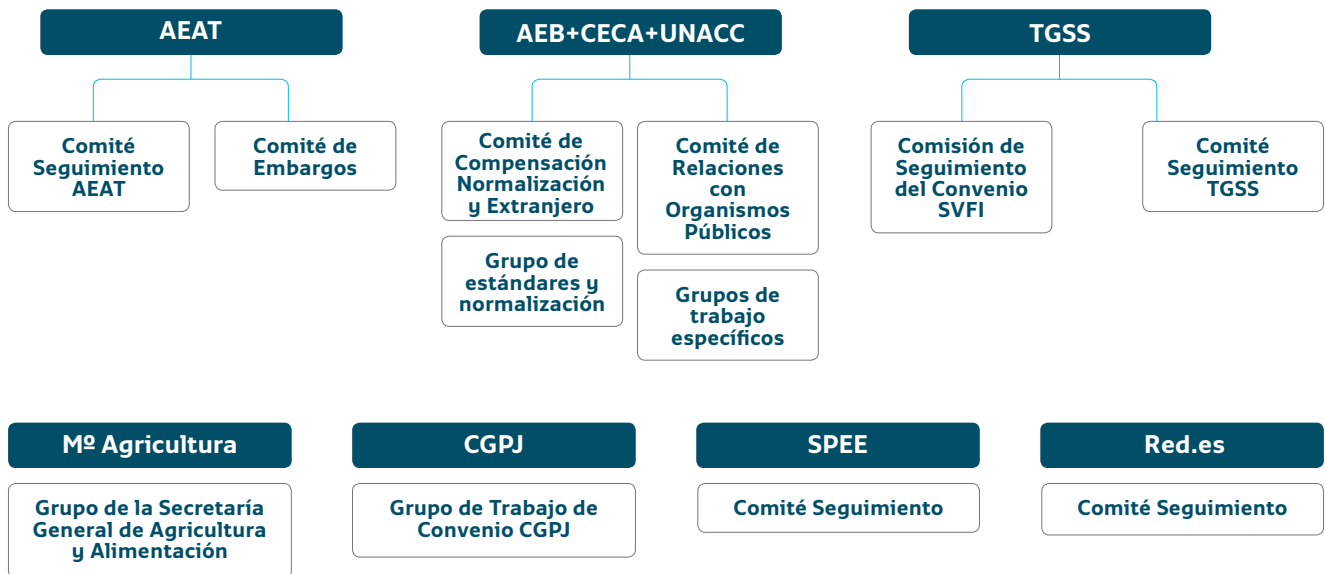 AEAT
Comité
Seguimiento
AEAT
Comité de
Embargos
AEB+CECA+UNACC
Comité de
Compensación
Normalización
y Extranjero
Grupo de
estándares y
normalización
Comité de
Relaciones
con
Organismos
Públicos
Grupos de
trabajo
específicos
TGSS
Comisión de
Seguimiento
del Convenio
SVFI
Comité
Seguimiento
TGSS
Mº Agricultura
Grupo de la Secretaría
General de Agricultura
y Alimentación
CGPJ
Grupo de Trabajo de
Convenio CGPJ
SPEE
Comité Seguimiento
Red.es
Comité Seguimiento